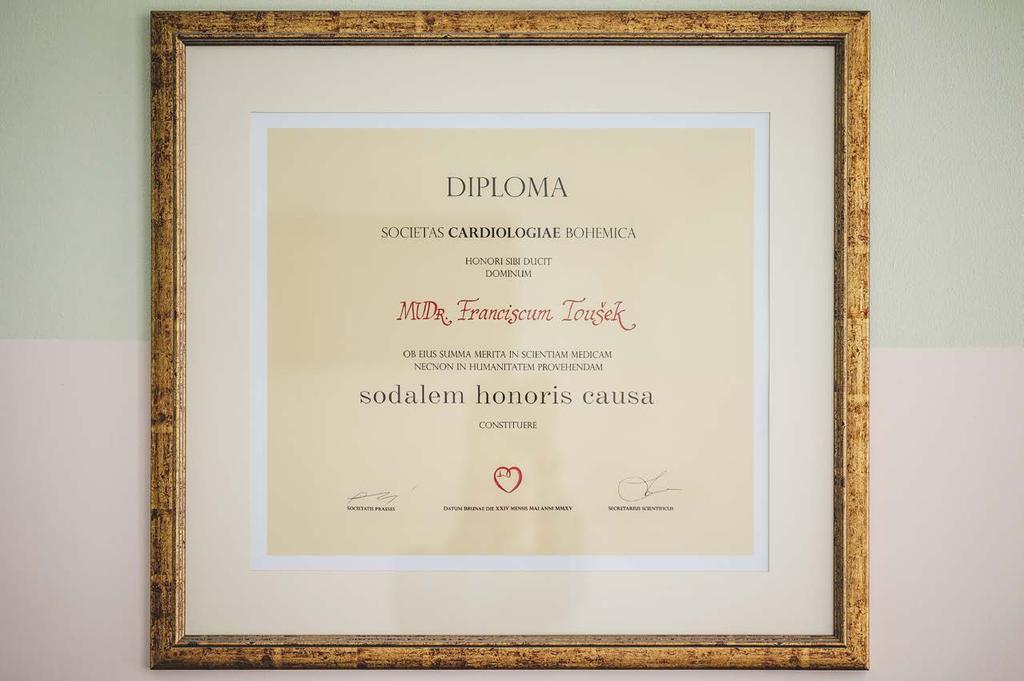 DIPLOMA
SOCIETAS CARDIOLOGIAE BOHEMICA
HONORI SIBI DUCIT
DOMINUM
MUDR. Franciscum Toušek
OB EIUS SUMMA MERITA IN SCIENTIAM MEDICAM
NECNON IN HUMANITATEM PROVEHENDAM
sodalem honoris causa
CONSTITUERE
SOCIETATIS PRAESES
DATUM BRUNAE DIE XXIV MENSIS MAI ANNI MMXV
SECRETARIUS SCIENTIFICUS